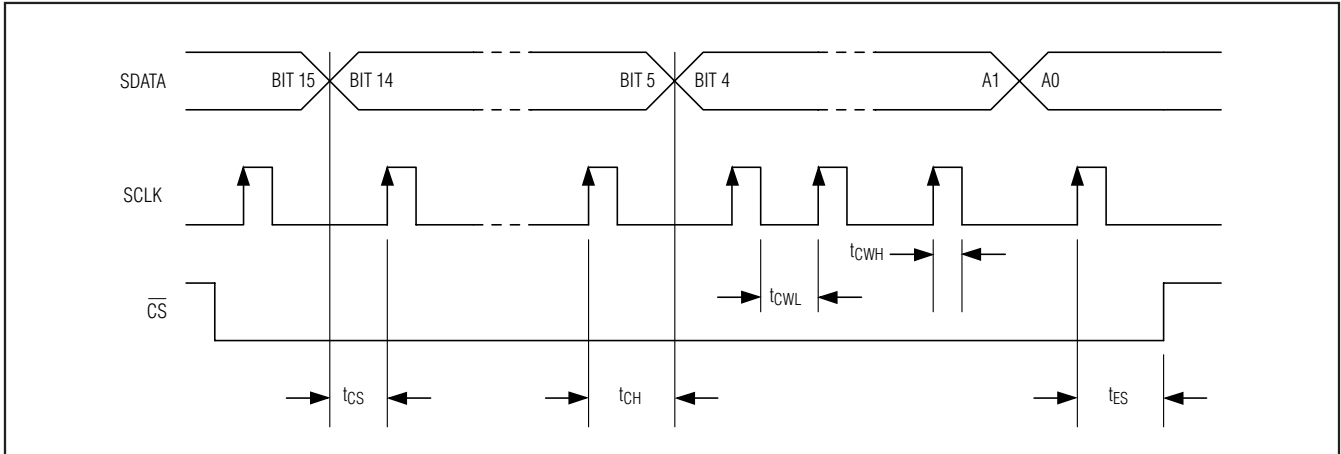 SDATA
BIT 15
BIT 14
BIT 5
BIT 4
A1
A0
SCLK
tCWH
tCWL
CS
tCS
tCH
tES